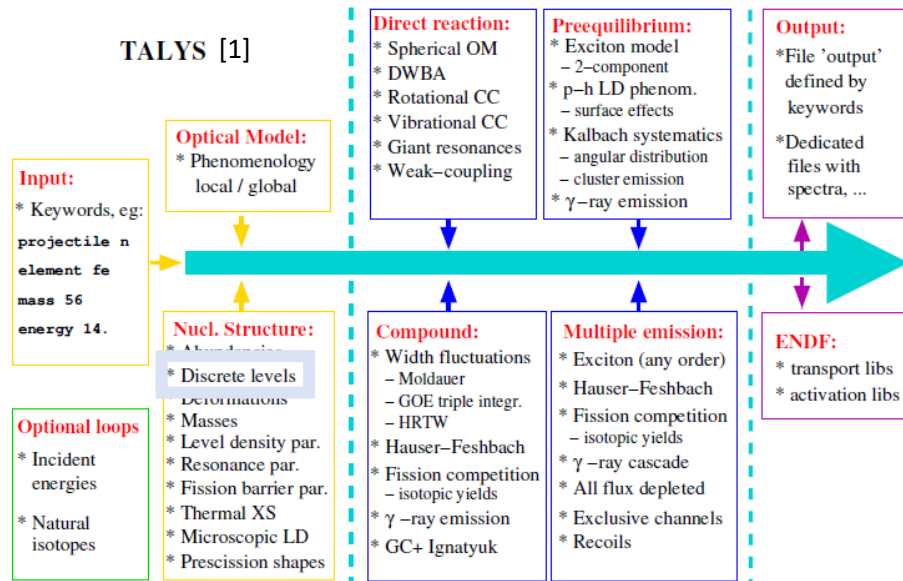 TALYS [1]
Input:
* Keywords, eg:
projectile n
element fe
mass 56
energy 14.
Optional loops
* Incident
energies
* Natural
isotopes
Optical Model:
* Phenomenology
local / global
Nucl. Structure:
* Abundancies
* Discrete levels
* Deformations
* Masses
* Level density par.
* Resonance par.
* Fission barrier par.
* Thermal XS
* Microscopic LD
* Prescission shapes
Direct reaction:
* Spherical OM
* DWBA
* Rotational CC
* Vibrational CC
* Giant resonances
* Weak-coupling
Compound:
* Width fluctuations
– Moldauer
– GOE triple integr.
– HRTW
* Hauser–Feshbach
* Fission competition
– isotopic yields
* γ –ray emission
* GC+ Ignatyuk
Preequilibrium:
* Exciton model
– 2–component
* p–h LD phenom.
– surface effects
* Kalbach systematics
– angular distribution
– cluster emission
* γ–ray emission
Multiple emission:
* Exciton (any order)
* Hauser–Feshbach
* Fission competition
– isotopic yields
* γ–ray cascade
* All flux depleted
* Exclusive channels
* Recoils
Output:
*File 'output'
defined by
keywords
*Dedicated
files with
spectra, ...
ENDF:
* transport libs
* activation libs